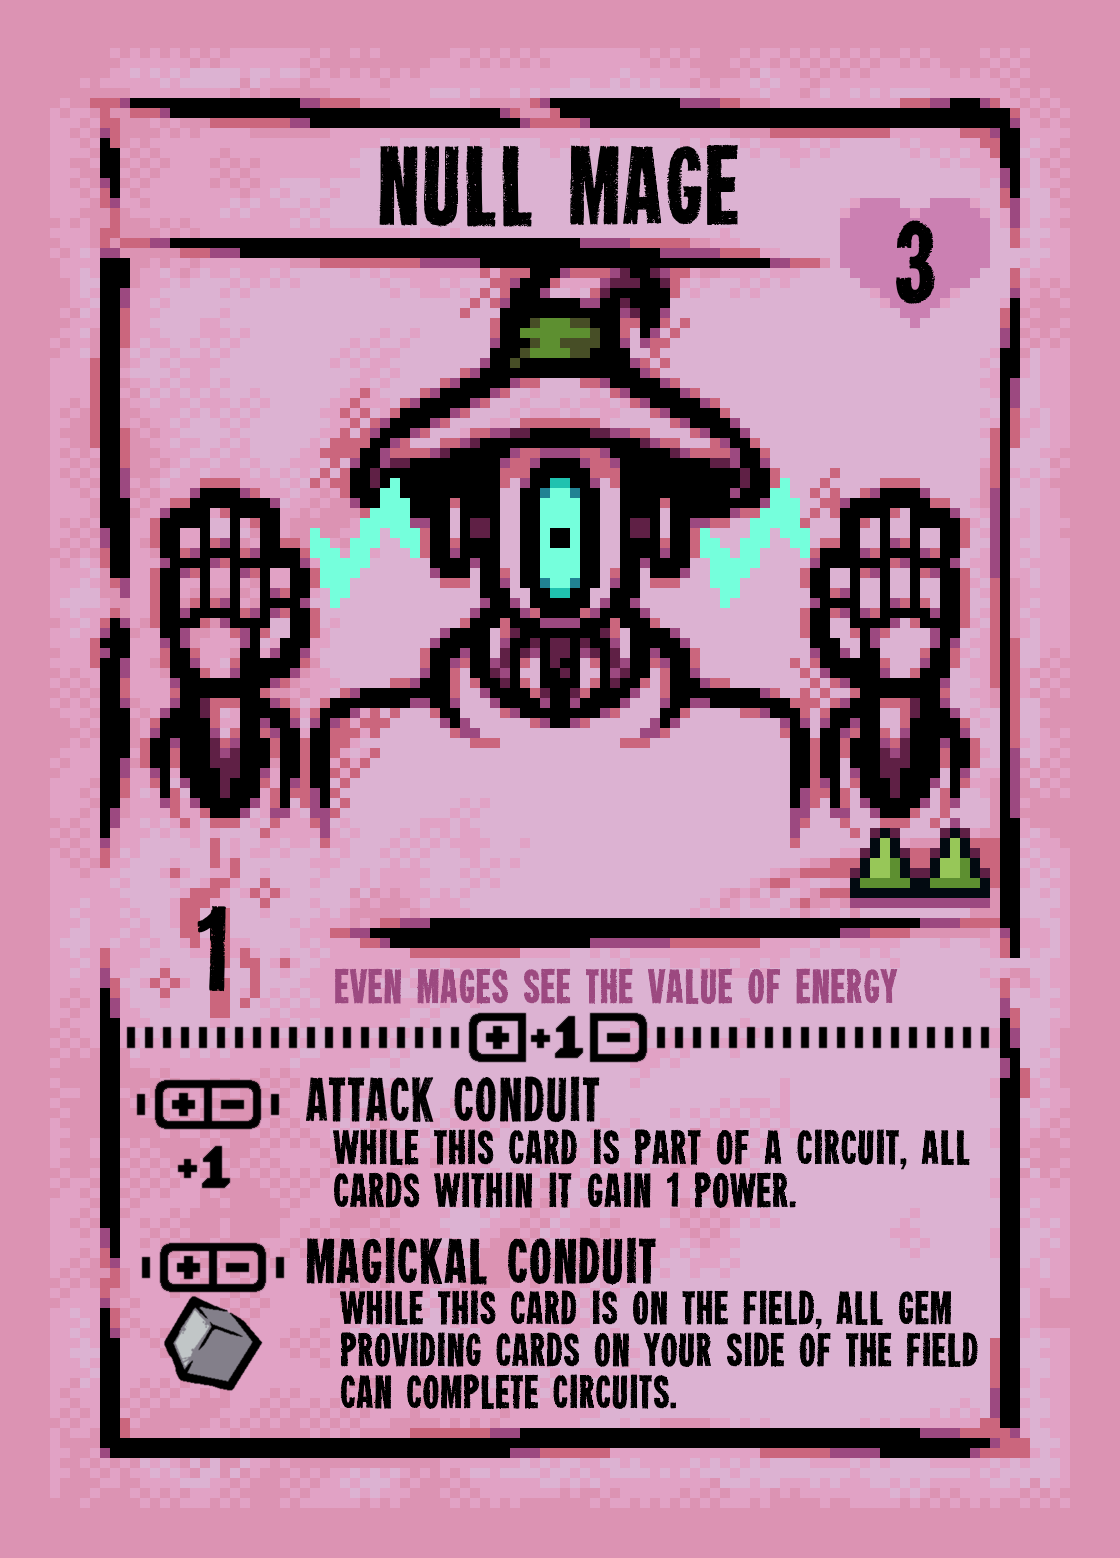 NULL MAGE
3
1
EVEN MAGES SEE THE VALUE OF ENERGY
+ +1 -
+ - ATTACK CONDUIT
WHILE THIS CARD IS PART OF A CIRCUIT, ALL
+1
CARDS WITHIN IT GAIN 1 POWER.
+ - MAGICKAL CONDUIT
WHILE THIS CARD IS ON THE FIELD, ALL GEM
PROVIDING CARDS ON YOUR SIDE OF THE FIELD
CAN COMPLETE CIRCUITS.